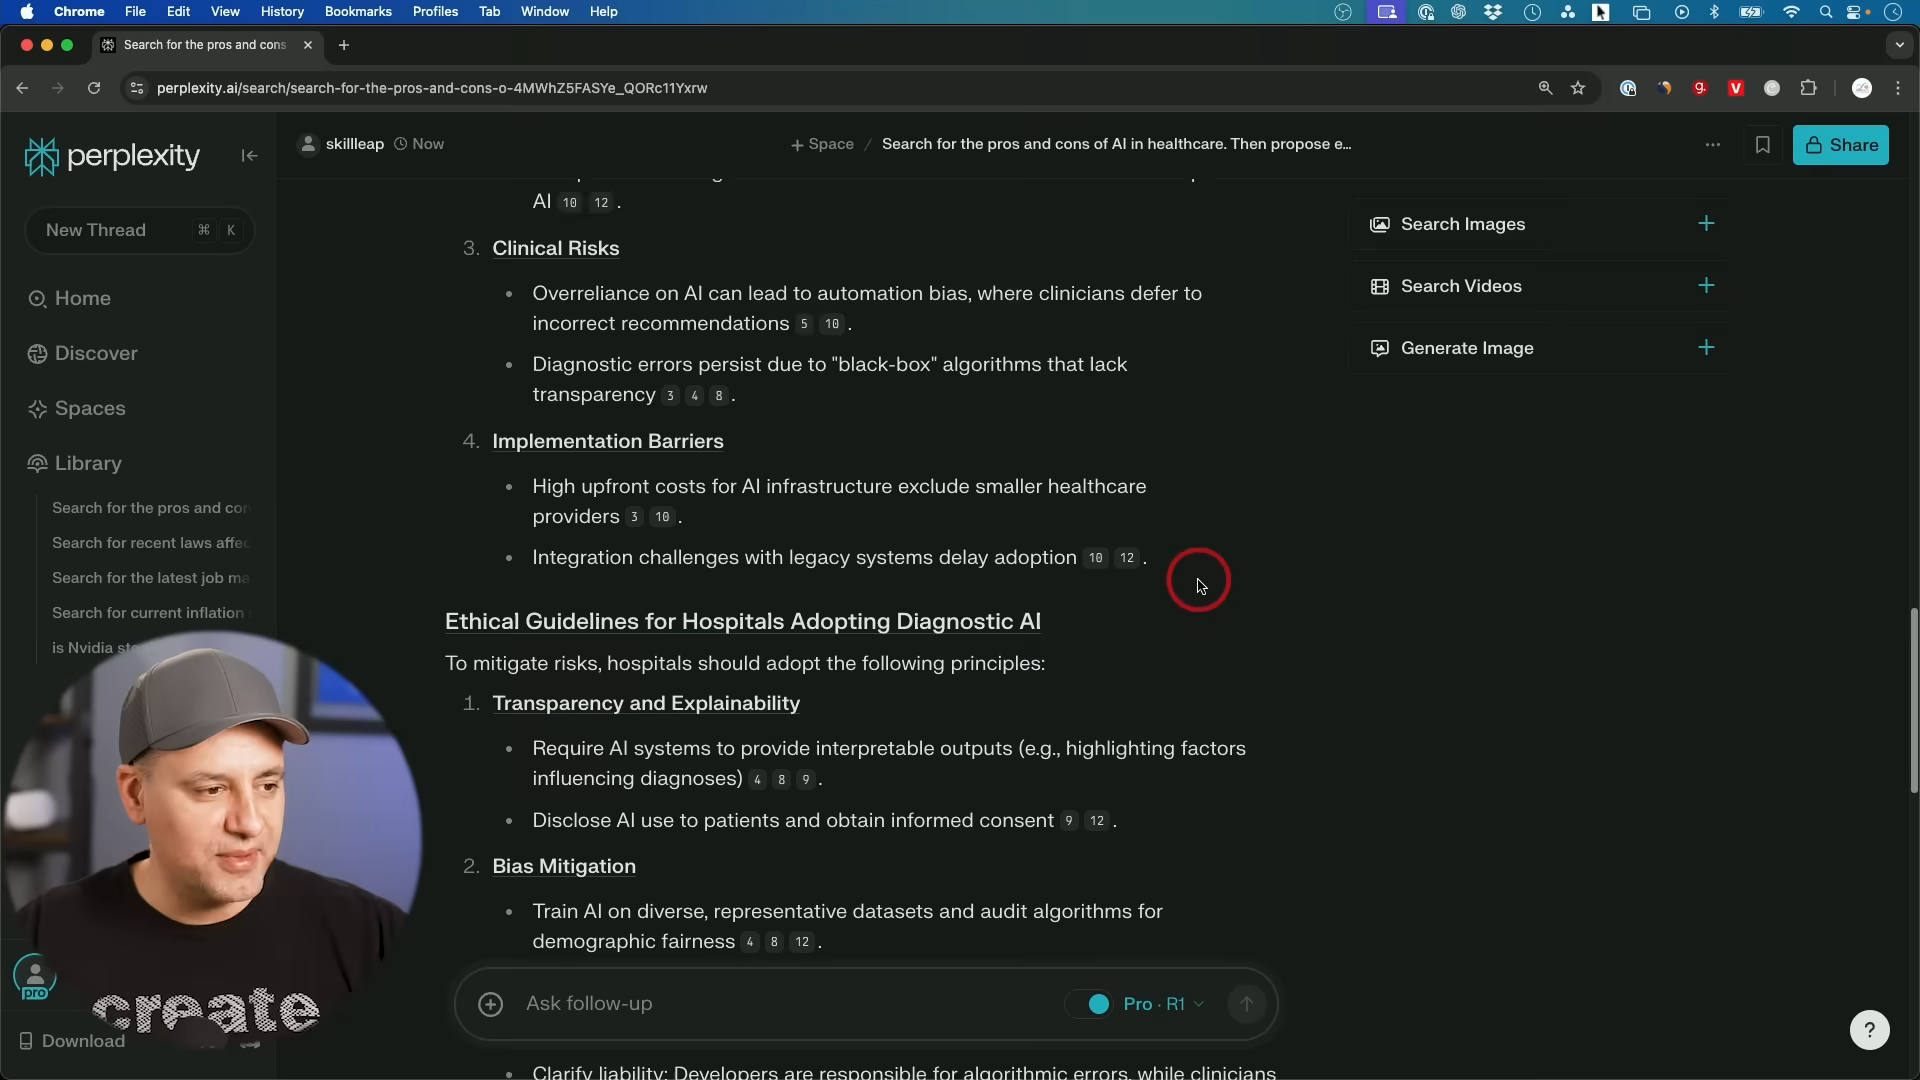 Chrome File Edit View History Bookmarks Profiles Tab Window Help
Search for the pros and cons
perplexity.ai/search/search-for-the-pros-and-cons-o-4MWhZ5FASYe_QORc11Yxrw
perplexity
skillleap Now
+ Space / Search for the pros and cons of AI in healthcare. Then propose e...
Share
New Thread ⌘ K
Home
Discover
Spaces
Library
Search for the pros and con
Search for recent laws affec
Search for the latest job ma
Search for current inflation
is Nvidia sto
pro
Download
AI 10 12 .
3. Clinical Risks
• Overreliance on AI can lead to automation bias, where clinicians defer to
incorrect recommendations 5 10 .
• Diagnostic errors persist due to "black-box" algorithms that lack
transparency 3 4 8 .
4. Implementation Barriers
• High upfront costs for AI infrastructure exclude smaller healthcare
providers 3 10 .
• Integration challenges with legacy systems delay adoption 10 12 .
Ethical Guidelines for Hospitals Adopting Diagnostic AI
To mitigate risks, hospitals should adopt the following principles:
1. Transparency and Explainability
• Require AI systems to provide interpretable outputs (e.g., highlighting factors
influencing diagnoses) 4 8 9 .
• Disclose AI use to patients and obtain informed consent 9 12 .
2. Bias Mitigation
• Train AI on diverse, representative datasets and audit algorithms for
demographic fairness 4 8 12 .
Ask follow-up Pro · R1
• Clarify liability: Developers are responsible for algorithmic errors, while clinicians
Search Images +
Search Videos +
Generate Image +
?
create